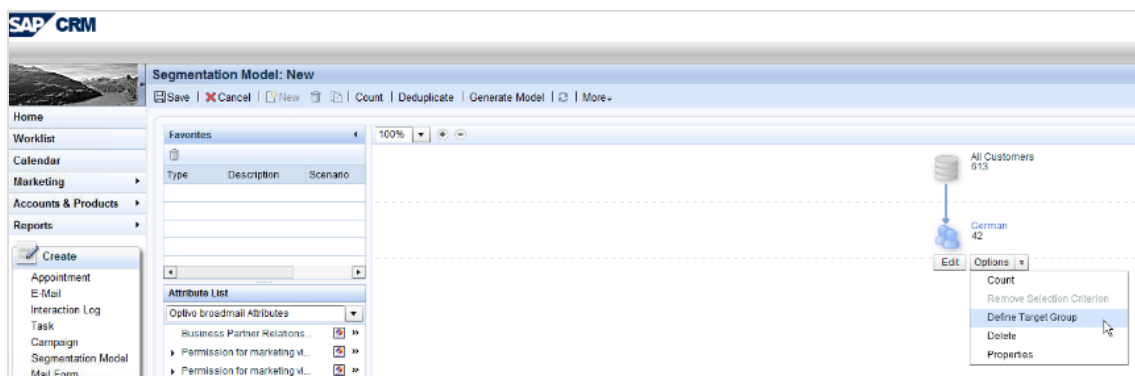 SAP CRM
Segmentation Model: New
Save | Cancel | New | Count | Deduplicate | Generate Model | More
Home
Worklist
Calendar
Marketing
Accounts & Products
Reports
Create
Appointment
E-Mail
Interaction Log
Task
Campaign
Segmentation Model
Mail Form
Favorites
Type Description Scenario
Attribute List
Optivo broadmail Attributes
Business Partner Relations...
Permission for marketing vi...
Permission for marketing vi...
100%
All Customers
613
German
42
Edit Options
Count
Remove Selection Criterion
Define Target Group
Delete
Properties